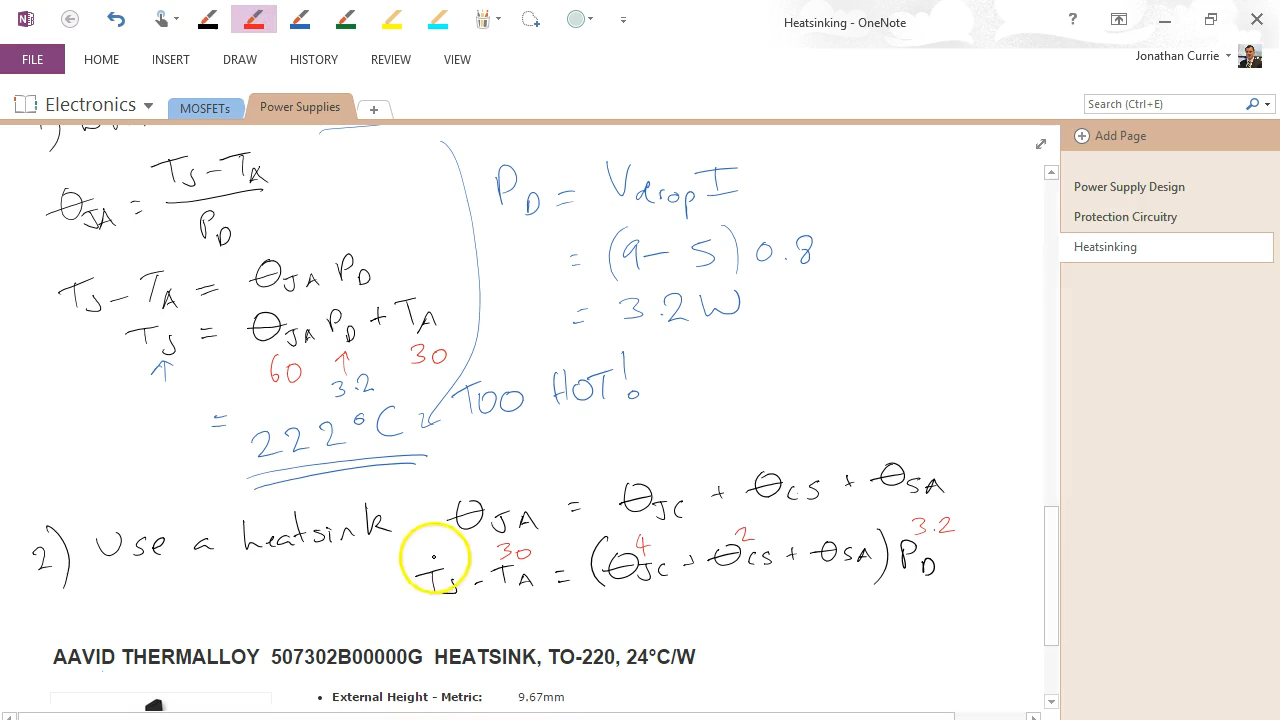 Heatsinking - OneNote
?
Jonathan Currie
FILE HOME INSERT DRAW HISTORY REVIEW VIEW
Electronics MOSFETs Power Supplies + Search (Ctrl+E)
Add Page
Power Supply Design
Protection Circuitry
Heatsinking
θJA = TJ - TA / PD
TJ - TA = θJA PD
TJ = θJA PD + TA
60 ↑ 30
↑ 3.2
= 222°C TOO HOT!
PD = Vdrop I
= (9 - 5) 0.8
= 3.2 W
2) Use a heatsink θJA = θJC + θCS + θSA
30 4 2 3.2
TJ - TA = (θJC + θCS + θSA) PD
AAVID THERMALLOY 507302B00000G HEATSINK, TO-220, 24°C/W
• External Height - Metric: 9.67mm